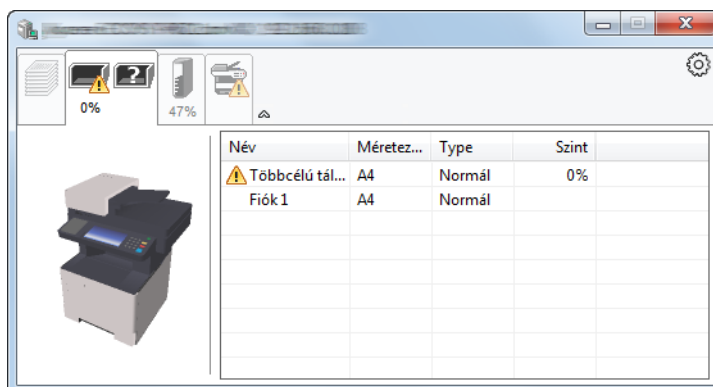 0%
47%
Név Méretez... Type Szint
Többcélú tál... A4 Normál 0%
Fiók 1 A4 Normál